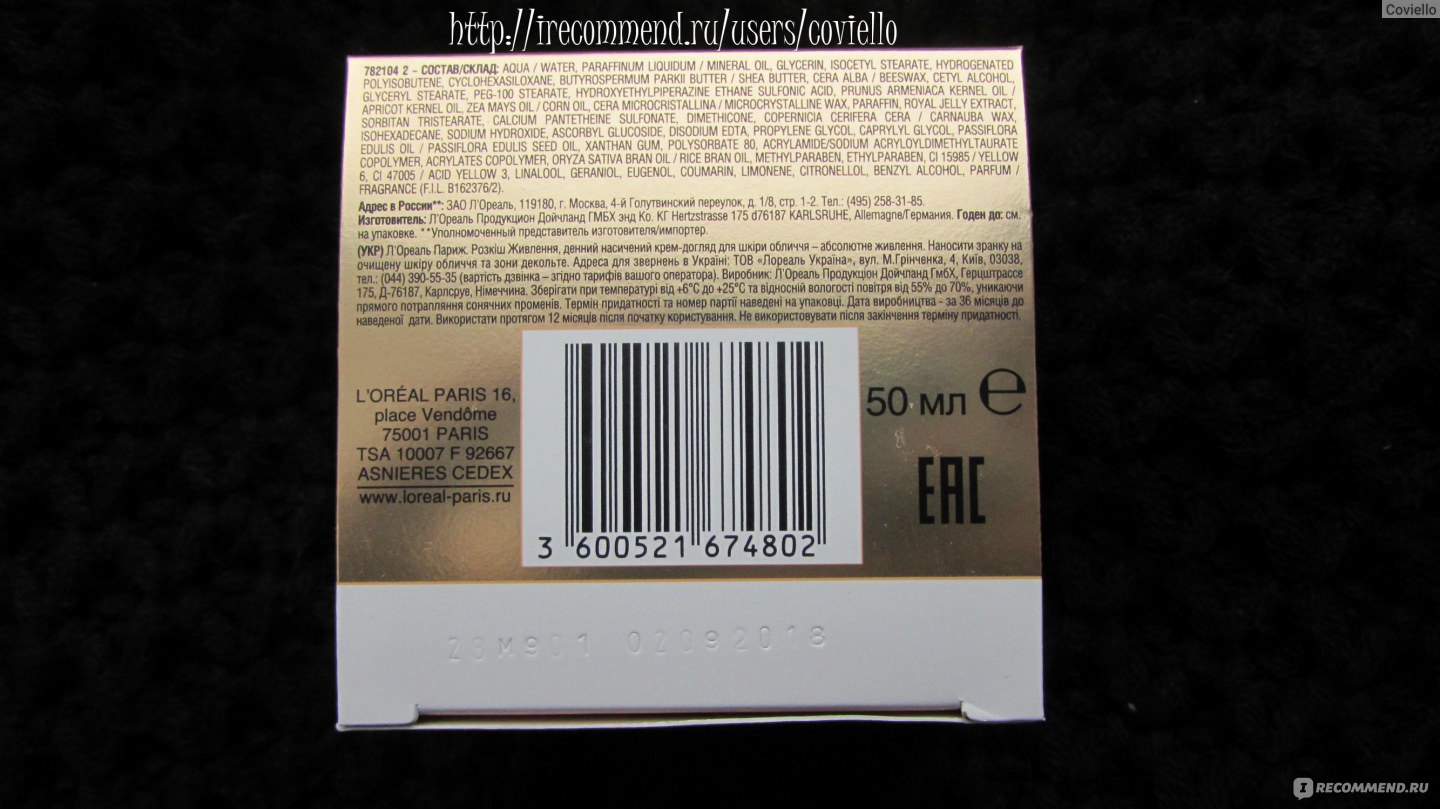 Coviello
http://irecommend.ru/users/coviello
782104 2 – СОСТАВ/СКЛАД: AQUA / WATER, PARAFFINUM LIQUIDUM / MINERAL OIL, GLYCERIN, ISOCETYL STEARATE, HYDROGENATED
POLYISOBUTENE, CYCLOHEXASILOXANE, BUTYROSPERMUM PARKII BUTTER / SHEA BUTTER, CERA ALBA / BEESWAX, CETYL ALCOHOL,
GLYCERYL STEARATE, PEG-100 STEARATE, HYDROXYETHYLPIPERAZINE ETHANE SULFONIC ACID, PRUNUS ARMENIACA KERNEL OIL /
APRICOT KERNEL OIL, ZEA MAYS OIL / CORN OIL, CERA MICROCRISTALLINA / MICROCRYSTALLINE WAX, PARAFFIN, ROYAL JELLY EXTRACT,
SORBITAN TRISTEARATE, CALCIUM PANTETHEINE SULFONATE, DIMETHICONE, COPERNICIA CERIFERA CERA / CARNAUBA WAX,
ISOHEXADECANE, SODIUM HYDROXIDE, ASCORBYL GLUCOSIDE, DISODIUM EDTA, PROPYLENE GLYCOL, CAPRYLYL GLYCOL, PASSIFLORA
EDULIS OIL / PASSIFLORA EDULIS SEED OIL, XANTHAN GUM, POLYSORBATE 80, ACRYLAMIDE/SODIUM ACRYLOYLDIMETHYLTAURATE
COPOLYMER, ACRYLATES COPOLYMER, ORYZA SATIVA BRAN OIL / RICE BRAN OIL, METHYLPARABEN, ETHYLPARABEN, CI 15985 / YELLOW
6, CI 47005 / ACID YELLOW 3, LINALOOL, GERANIOL, EUGENOL, COUMARIN, LIMONENE, CITRONELLOL, BENZYL ALCOHOL, PARFUM /
FRAGRANCE (F.I.L. B162376/2).
Адрес в России**: ЗАО Л'Ореаль, 119180, г. Москва, 4-й Голутвинский переулок, д. 1/8, стр. 1-2. Тел.: (495) 258-31-85.
Изготовитель: Л'Ореаль Продукцион Дойчланд ГМБХ энд Ко. КГ Hertzstrasse 175 d76187 KARLSRUHE, Allemagne/Германия. Годен до: см.
на упаковке. **Уполномоченный представитель изготовителя/импортер.
(УКР) Л'Ореаль Париж. Розкіш Живлення, денний насичений крем-догляд для шкіри обличчя – абсолютне живлення. Наносити зранку на
очищену шкіру обличчя та зони декольте. Адреса для звернень в Україні: ТОВ «Лореаль Україна», вул. М.Грінченка, 4, Київ, 03038,
тел.: (044) 390-55-35 (вартість дзвінка – згідно тарифів вашого оператора). Виробник: Л'Ореаль Продукціон Дойчланд ГмбХ, Герцштрассе
175, Д-76187, Карлсруе, Німеччина. Зберігати при температурі від +6°С до +25°С та відносній вологості повітря від 55% до 70%, уникаючи
прямого потрапляння сонячних променів. Термін придатності та номер партії наведені на упаковці. Дата виробництва - за 36 місяців до
наведеної дати. Використати протягом 12 місяців після початку користування. Не використовувати після закінчення терміну придатності.
L'ORÉAL PARIS 16,
place Vendôme
75001 PARIS
TSA 10007 F 92667
ASNIERES CEDEX
www.loreal-paris.ru
3 600521 674802
50 мл ℮
EAC
28M901 02092018
IRECOMMEND.RU